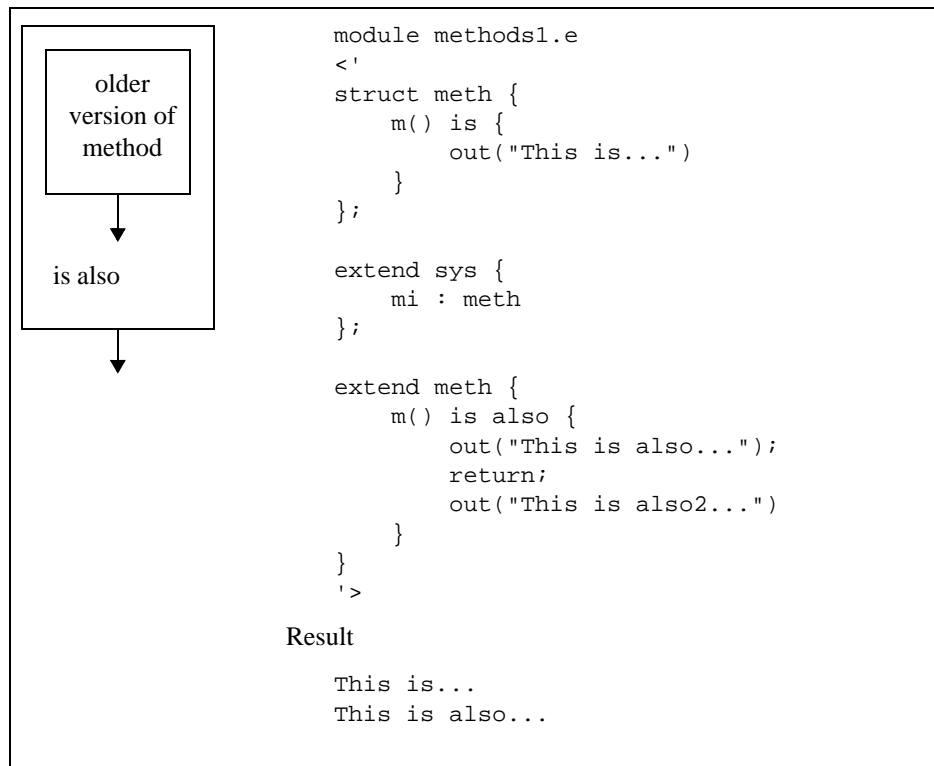 older
version of
method
is also
module methods1.e
<'
struct meth {
    m() is {
        out("This is...")
    }
};
extend sys {
    mi : meth
};
extend meth {
    m() is also {
        out("This is also...");
        return;
        out("This is also2...")
    }
}
'>
Result
This is...
This is also...